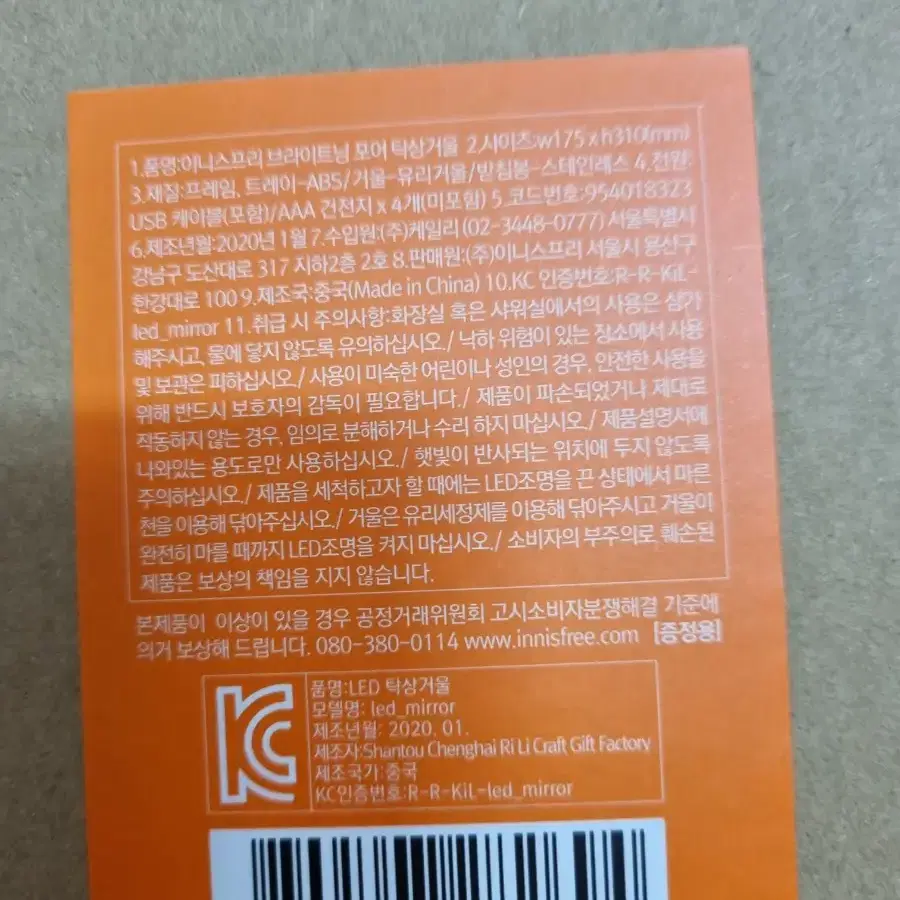 1.품명:이니스프리 브라이트닝 모어 탁상거울 2.사이즈:w175 x h310(mm)
3.재질:프레임, 트레이-ABS/거울-유리거울/받침봉-스테인레스 4.전원:
USB 케이블(포함)/AAA 건전지 x 4개(미포함) 5.코드번호:954018323
6.제조년월:2020년 1월 7.수입원:(주)케일리 (02-3448-0777) 서울특별시
강남구 도산대로 317 지하2층 2호 8.판매원:(주)이니스프리 서울시 용산구
한강대로 100 9.제조국:중국(Made in China) 10.KC 인증번호:R-R-KiL-
led_mirror 11.취급 시 주의사항:화장실 혹은 샤워실에서의 사용은 삼가
해주시고, 물에 닿지 않도록 유의하십시오./ 낙하 위험이 있는 장소에서 사용
및 보관은 피하십시오./ 사용이 미숙한 어린이나 성인의 경우, 안전한 사용을
위해 반드시 보호자의 감독이 필요합니다./ 제품이 파손되었거나 제대로
작동하지 않는 경우, 임의로 분해하거나 수리 하지 마십시오./ 제품설명서에
나와있는 용도로만 사용하십시오./ 햇빛이 반사되는 위치에 두지 않도록
주의하십시오./ 제품을 세척하고자 할 때에는 LED조명을 끈 상태에서 마른
천을 이용해 닦아주십시오./ 거울은 유리세정제를 이용해 닦아주시고 거울이
완전히 마를 때까지 LED조명을 켜지 마십시오./ 소비자의 부주의로 훼손된
제품은 보상의 책임을 지지 않습니다.
본제품이 이상이 있을 경우 공정거래위원회 고시소비자분쟁해결 기준에
의거 보상해 드립니다. 080-380-0114 www.innisfree.com [증정용]
KC
품명:LED 탁상거울
모델명: led_mirror
제조년월: 2020. 01.
제조자:Shantou Chenghai Ri Li Craft Gift Factory
제조국가:중국
KC인증번호:R-R-KiL-led_mirror